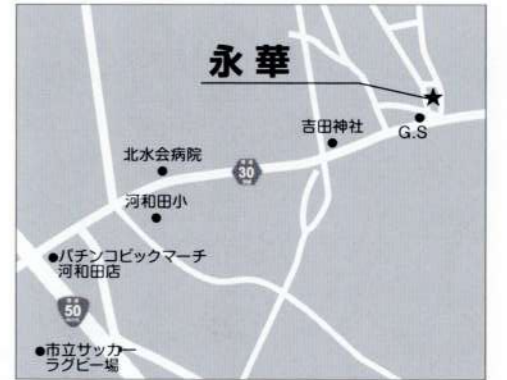 永華
吉田神社
G.S
北水会病院
30
河和田小
パチンコビックマーチ
河和田店
50
市立サッカー
ラグビー場